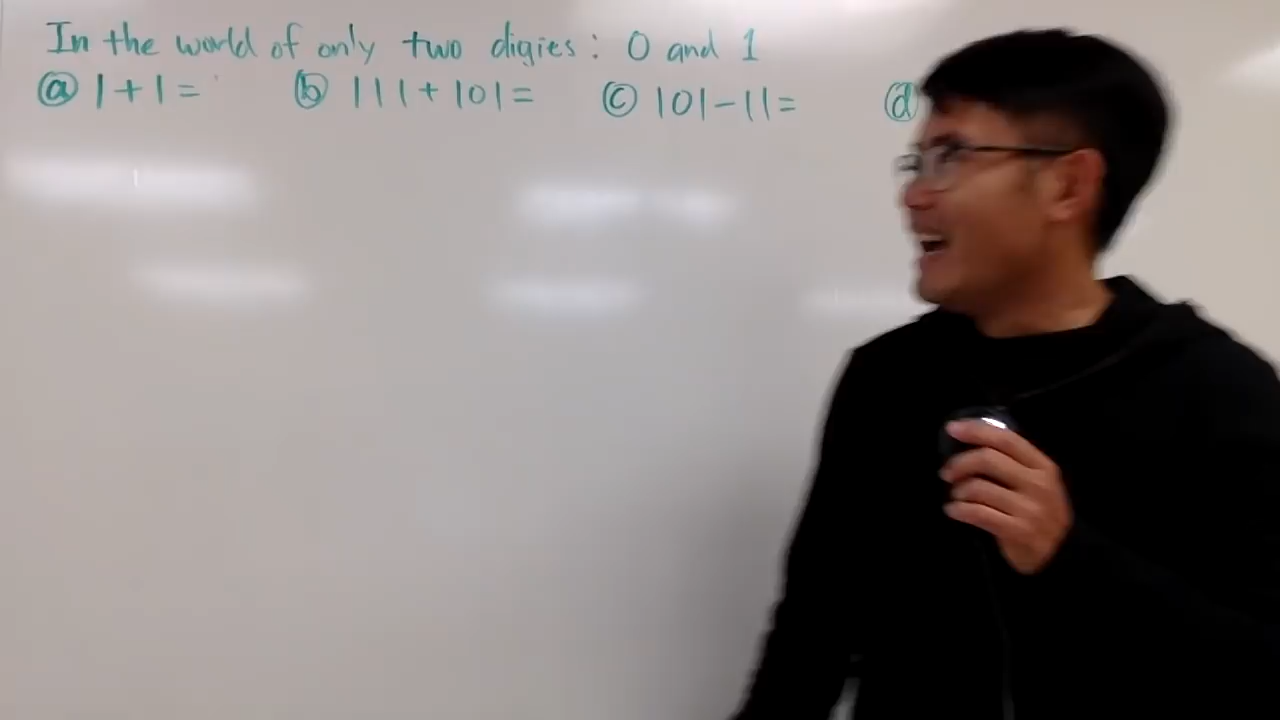 In the world of only two digies: 0 and 1
ⓐ 1+1= ⓑ 111+101= ⓒ 101-11= ⓓ